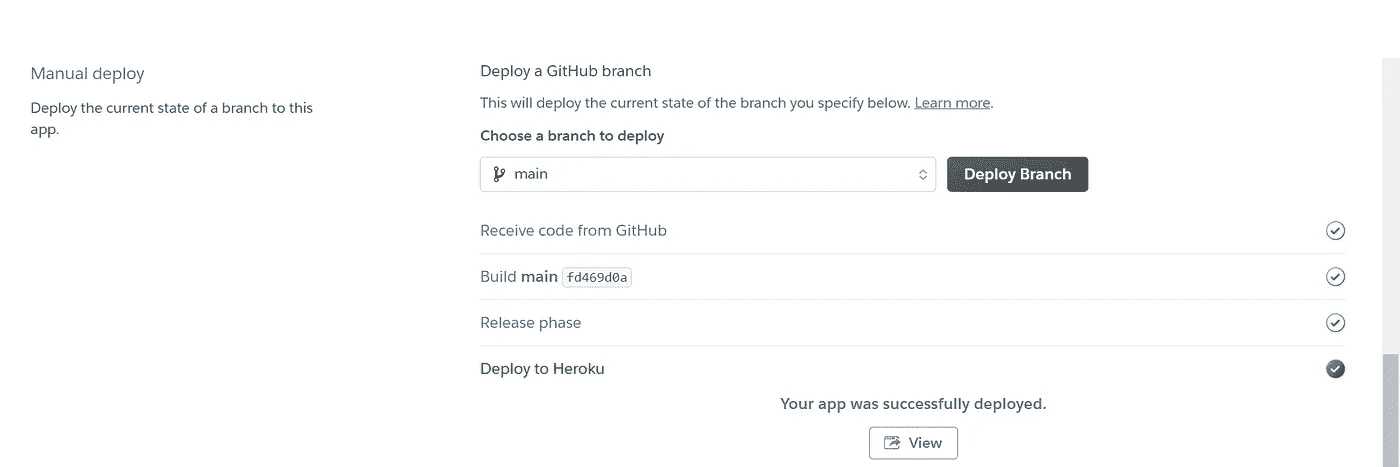 Manual deploy
Deploy the current state of a branch to this
app.
Deploy a GitHub branch
This will deploy the current state of the branch you specify below. Learn more.
Choose a branch to deploy
main
Deploy Branch
Receive code from GitHub
Build main fd469d0a
Release phase
Deploy to Heroku
Your app was successfully deployed.
View